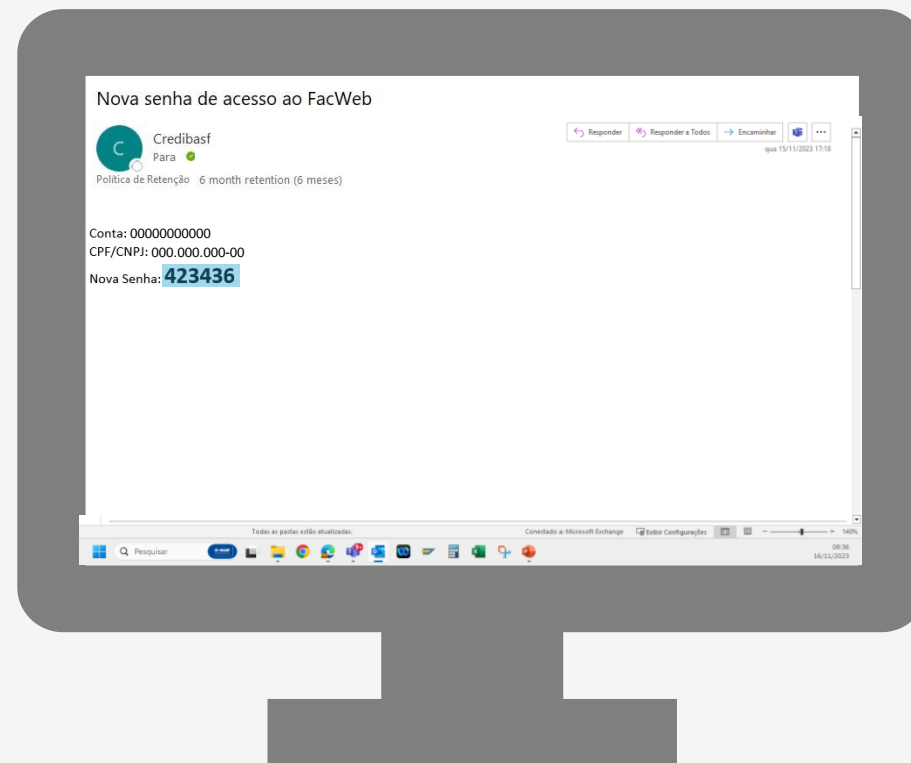 Nova senha de acesso ao FacWeb
C
Credibasf
Para
Responder
Responder a Todos
Encaminhar
qua 15/11/2023 17:18
Política de Retenção 6 month retention (6 meses)
Conta: 00000000000
CPF/CNPJ: 000.000.000-00
Nova Senha: 423436
Todas as pastas estão atualizadas.
Conectado a: Microsoft Exchange
Exibir Configurações
140%
Pesquisar
08:36
16/11/2023